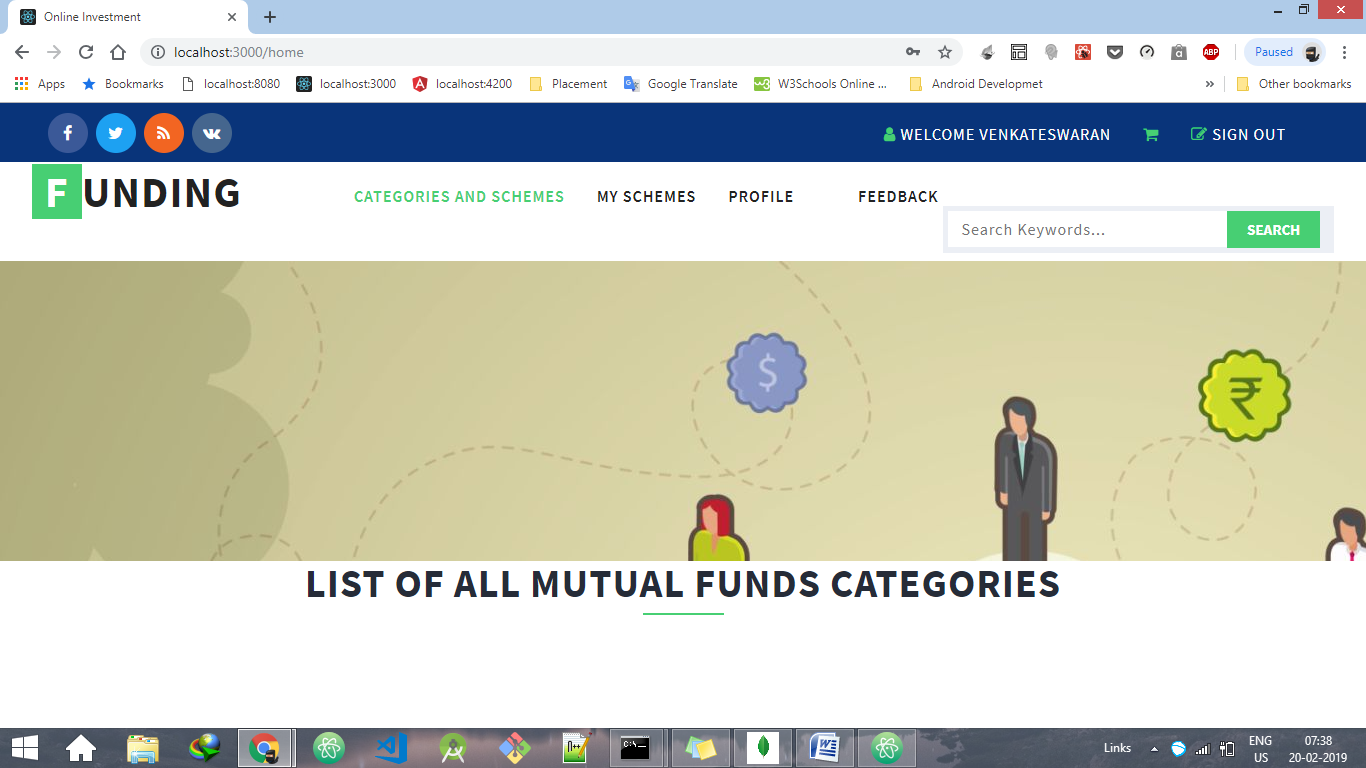 Online Investment
localhost:3000/home
Paused
Apps Bookmarks localhost:8080 localhost:3000 localhost:4200 Placement Google Translate W3Schools Online ... Android Developmet » Other bookmarks
WELCOME VENKATESWARAN SIGN OUT
FUNDING
CATEGORIES AND SCHEMES MY SCHEMES PROFILE FEEDBACK
Search Keywords... SEARCH
$
₹
LIST OF ALL MUTUAL FUNDS CATEGORIES
Links
ENG
US
07:38
20-02-2019